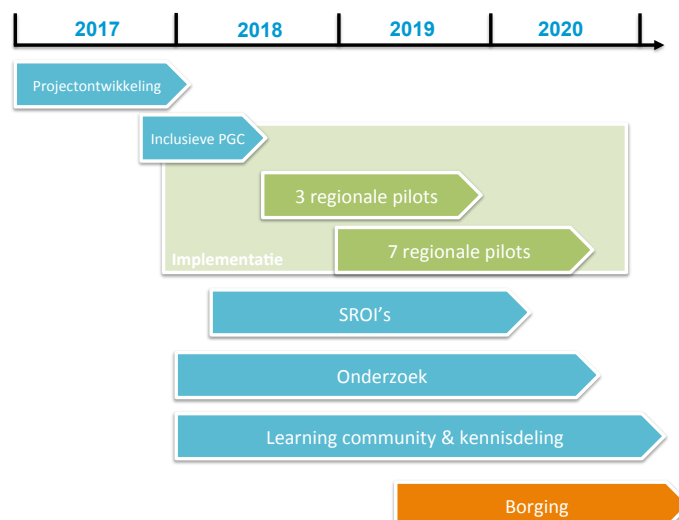 2017 2018 2019 2020
Projectontwikkeling
Inclusieve PGC
3 regionale pilots
7 regionale pilots
Implementatie
SROI's
Onderzoek
Learning community & kennisdeling
Borging